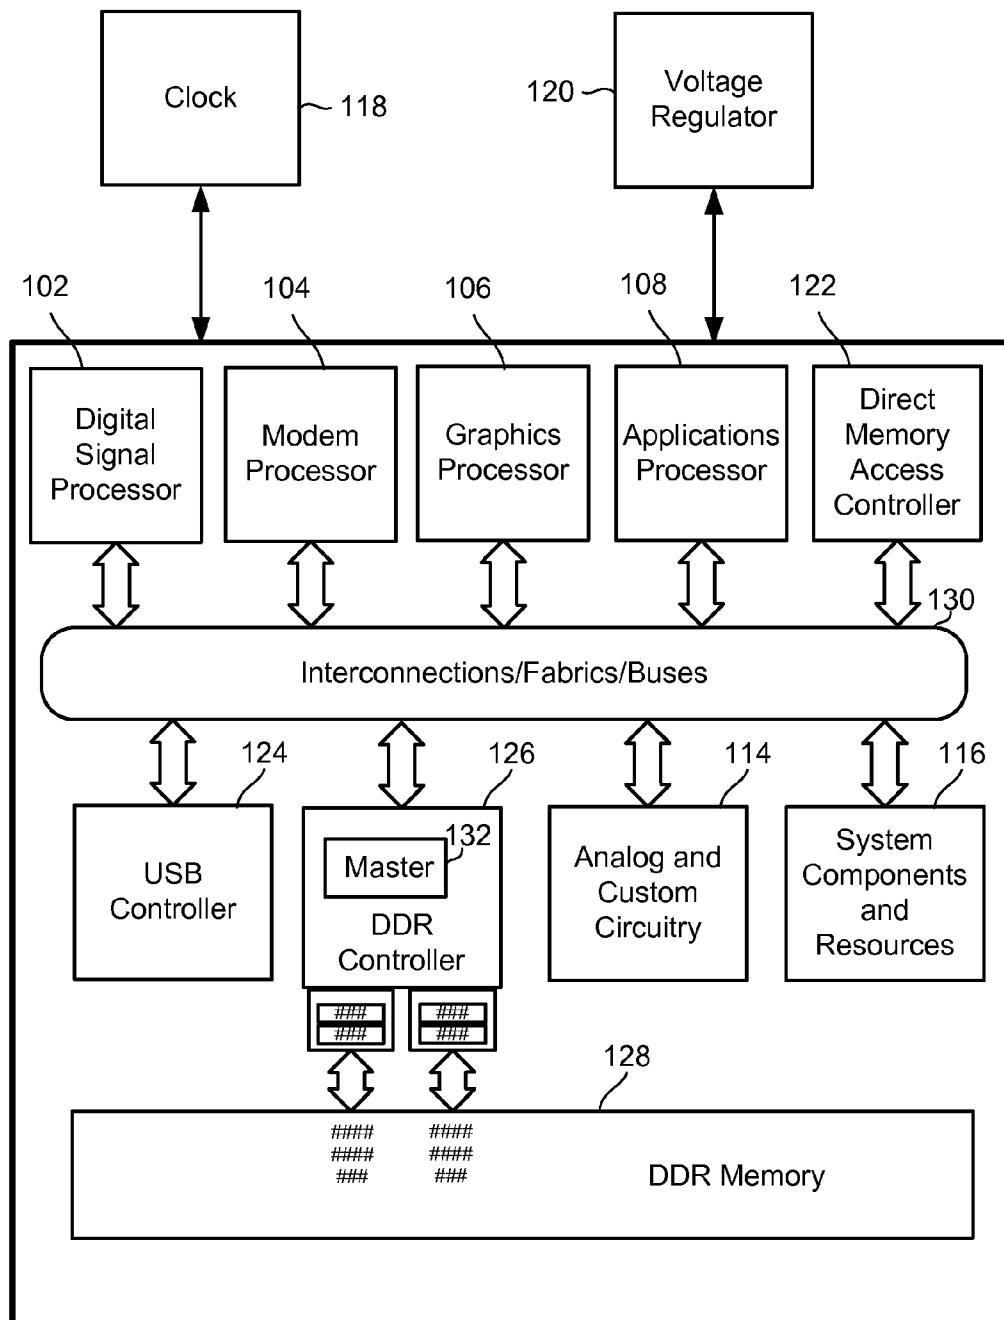 Clock
118
120
Voltage
Regulator
102
104
106
108
122
Digital
Signal
Processor
Modem
Processor
Graphics
Processor
Applications
Processor
Direct
Memory
Access
Controller
130
Interconnections/Fabrics/Buses
124
126
114
116
USB
Controller
132
Master
DDR
Controller
Analog and
Custom
Circuitry
System
Components
and
Resources
###
###
###
###
128
####
####
###
####
####
###
DDR Memory